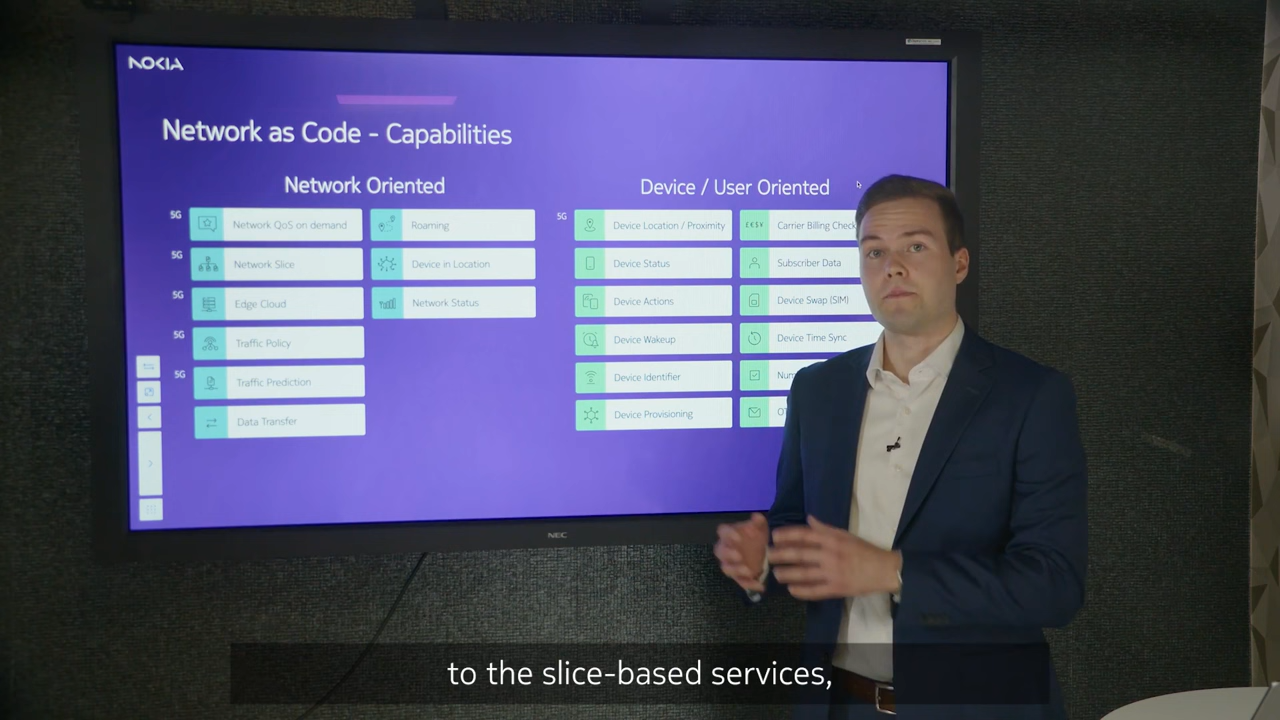 NOKIA
Network as Code - Capabilities
Network Oriented
5G Network QoS on demand
5G Network Slice
5G Edge Cloud
5G Traffic Policy
5G Traffic Prediction
Data Transfer
Roaming
Device in Location
Network Status
Device / User Oriented
5G Device Location / Proximity
Device Status
Device Actions
Device Wakeup
Device Identifier
Device Provisioning
£€$¥ Carrier Billing Check
Subscriber Data
Device Swap (SIM)
Device Time Sync
NEC
to the slice-based services,